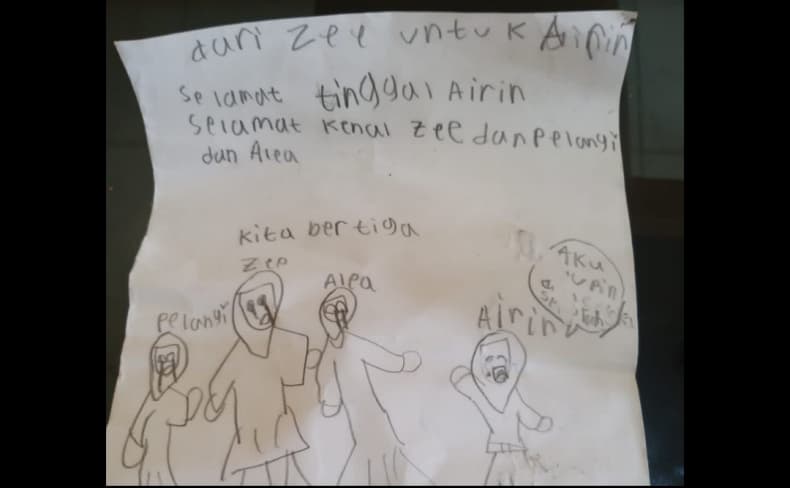 dari Zee untuk Airin
Selamat tinggal Airin
Selamat kenal Zee dan pelangi
dan Alea
kita bertiga
Zee
Alea
pelangi
Airin
AKU